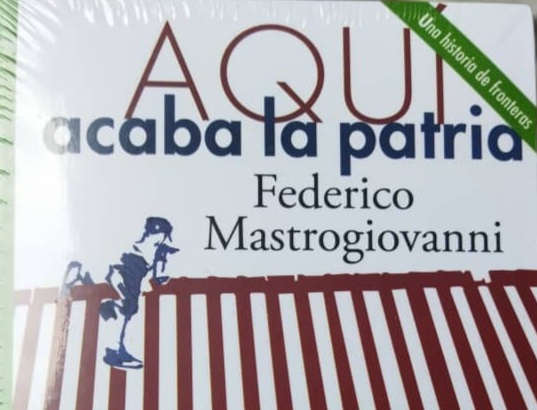 AQUÍ
acaba la patria
Federico
Mastrogiovanni
Una historia de fronteras